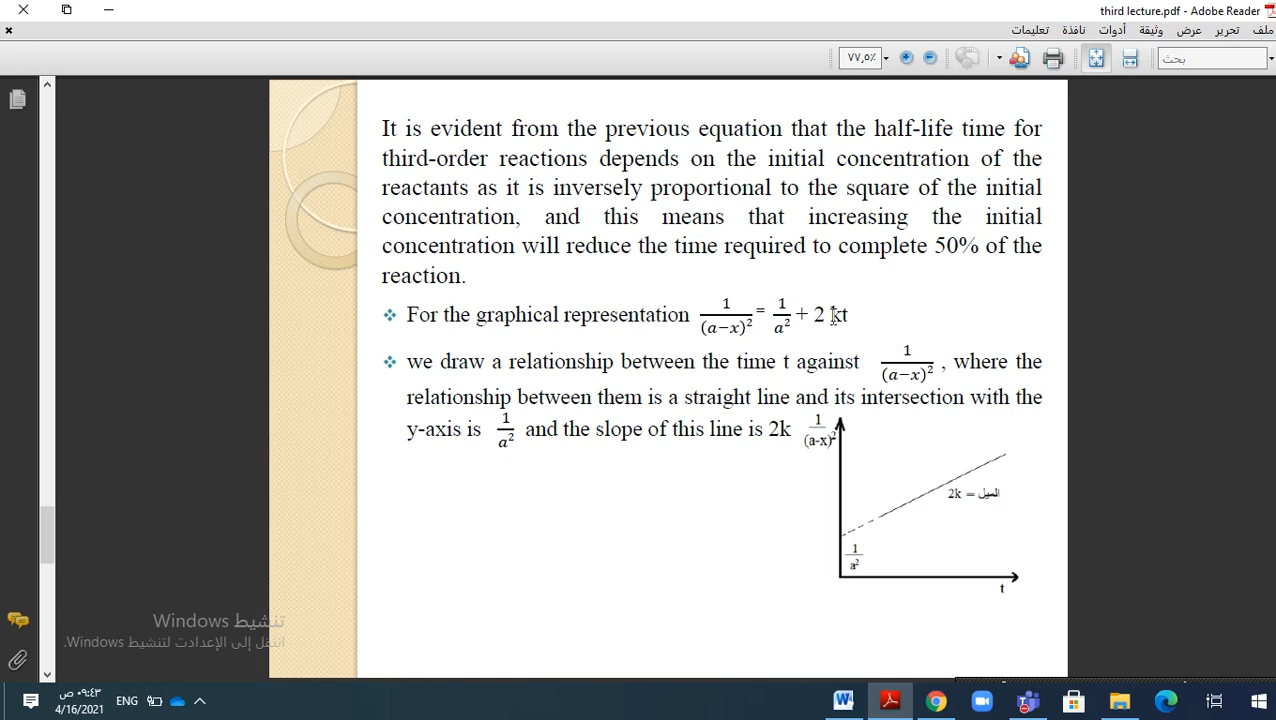 third lecture.pdf - Adobe Reader
ملف تحرير عرض وثيقة أدوات نافذة تعليمات
٧٧,٥٪ بحث
It is evident from the previous equation that the half-life time for
third-order reactions depends on the initial concentration of the
reactants as it is inversely proportional to the square of the initial
concentration, and this means that increasing the initial
concentration will reduce the time required to complete 50% of the
reaction.
❖ For the graphical representation 1/(a−x)² = 1/a² + 2 kt
❖ we draw a relationship between the time t against 1/(a−x)² , where the
relationship between them is a straight line and its intersection with the
y-axis is 1/a² and the slope of this line is 2k
1/(a-x)²
الميل = 2k
1/a²
t
تنشيط Windows
انتقل إلى الإعدادات لتنشيط Windows.
٠٩:٤٣ ص
4/16/2021
ENG